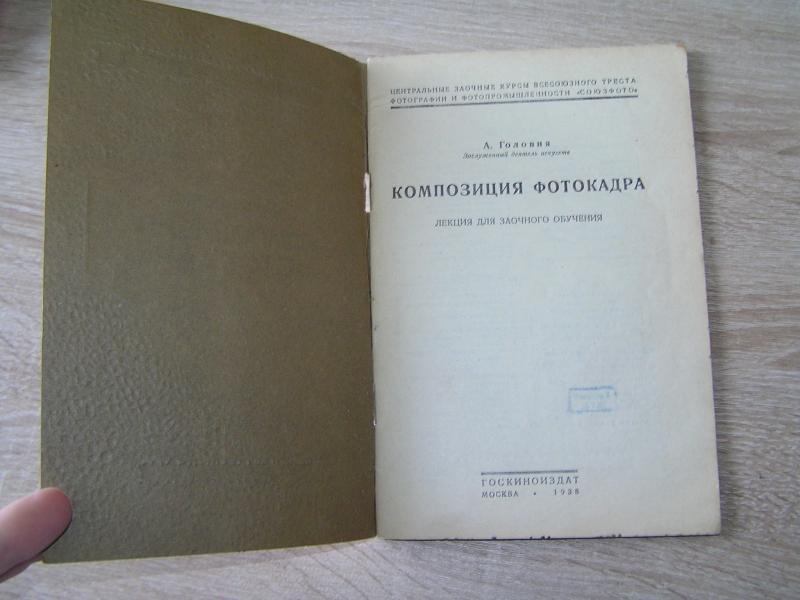 ЦЕНТРАЛЬНЫЕ ЗАОЧНЫЕ КУРСЫ ВСЕСОЮЗНОГО ТРЕСТА
ФОТОГРАФИИ И ФОТОПРОМЫШЛЕННОСТИ «СОЮЗФОТО»
А. Головня
Заслуженный деятель искусств
КОМПОЗИЦИЯ ФОТОКАДРА
ЛЕКЦИЯ ДЛЯ ЗАОЧНОГО ОБУЧЕНИЯ
ГОСКИНОИЗДАТ
МОСКВА • 1938